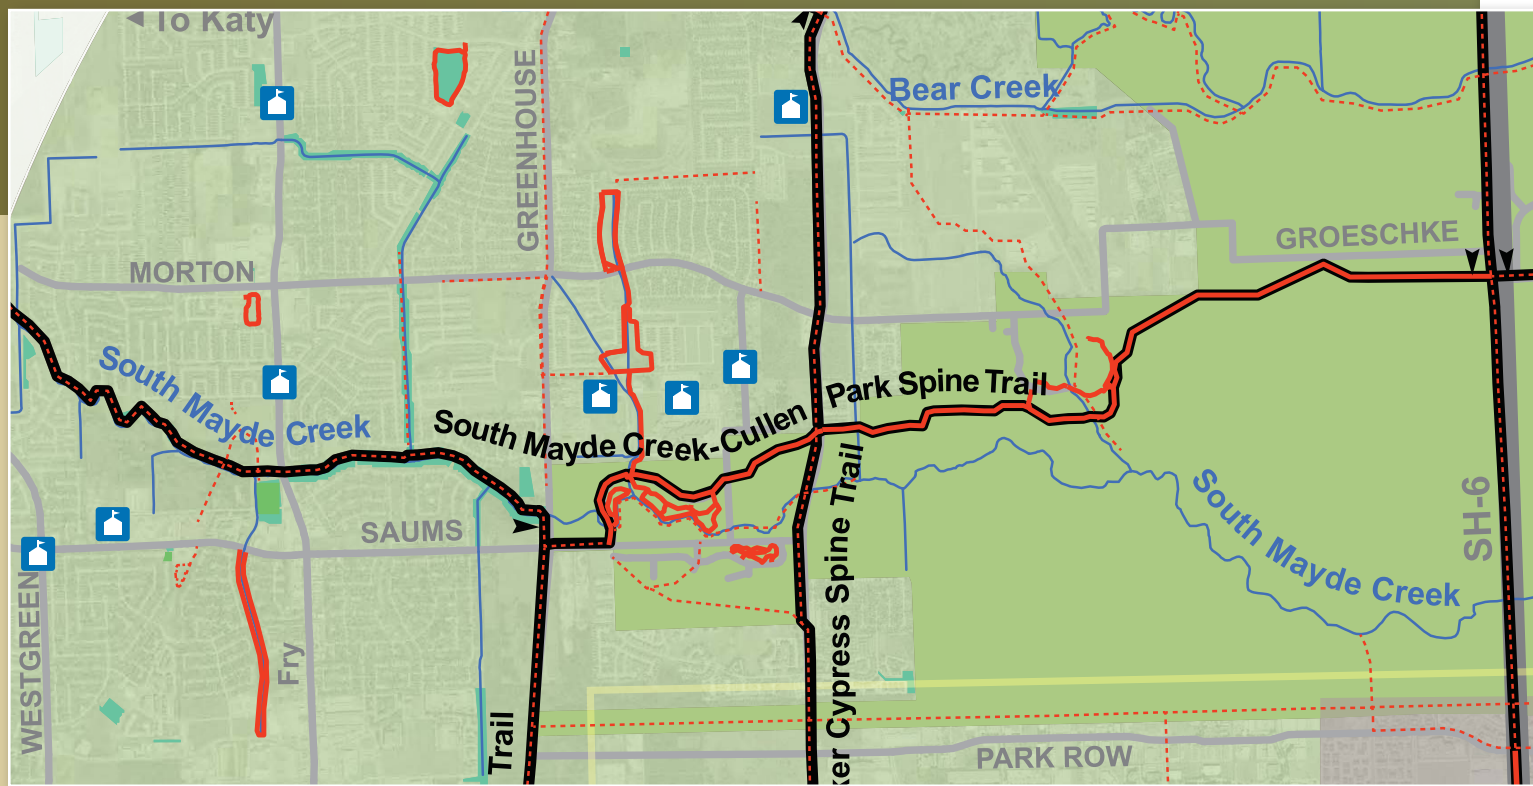 To Katy
GREENHOUSE
Bear Creek
MORTON
GROESCHKE
South Mayde Creek
South Mayde Creek-Cullen Park Spine Trail
SAUMS
South Mayde Creek
SH-6
WESTGREEN
Fry
Trail
ker Cypress Spine Trail
PARK ROW